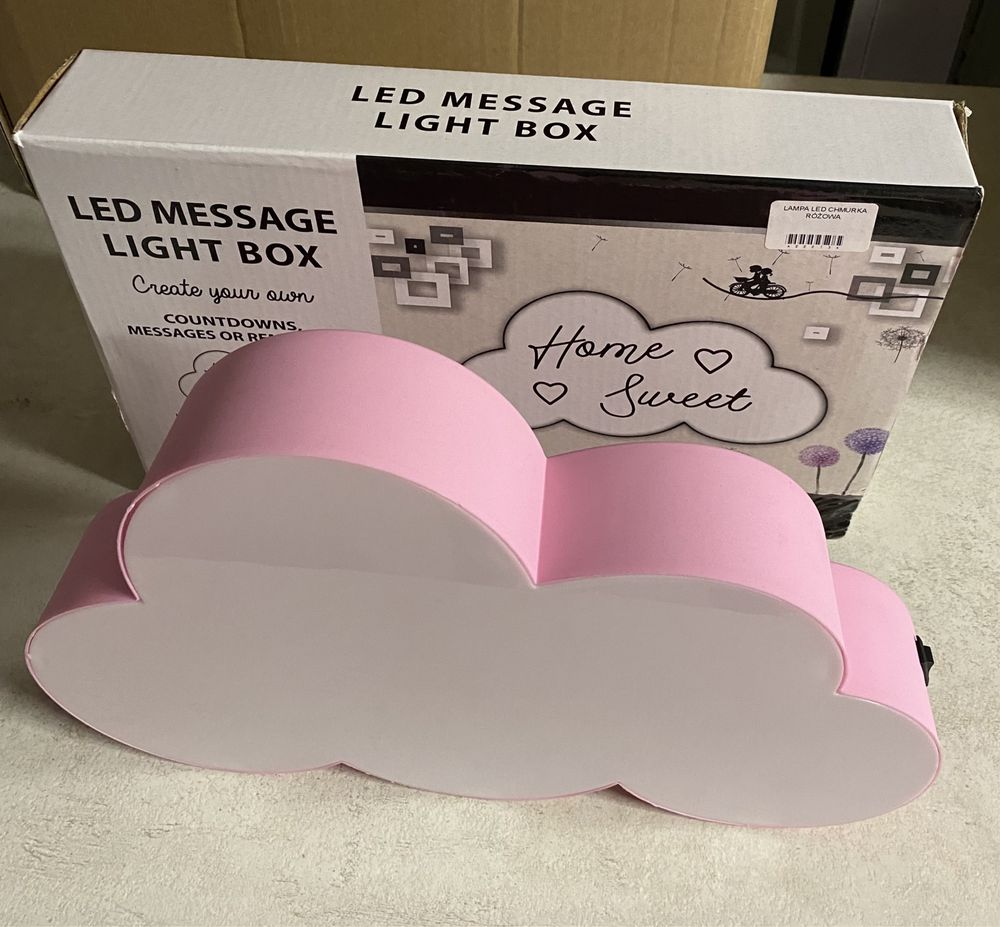 LED MESSAGE
LIGHT BOX
LED MESSAGE
LIGHT BOX
Create your own
COUNTDOWNS,
MESSAGES OR
LAMPA LED CHMURKA
RÓŻOWA
Home
Sweet